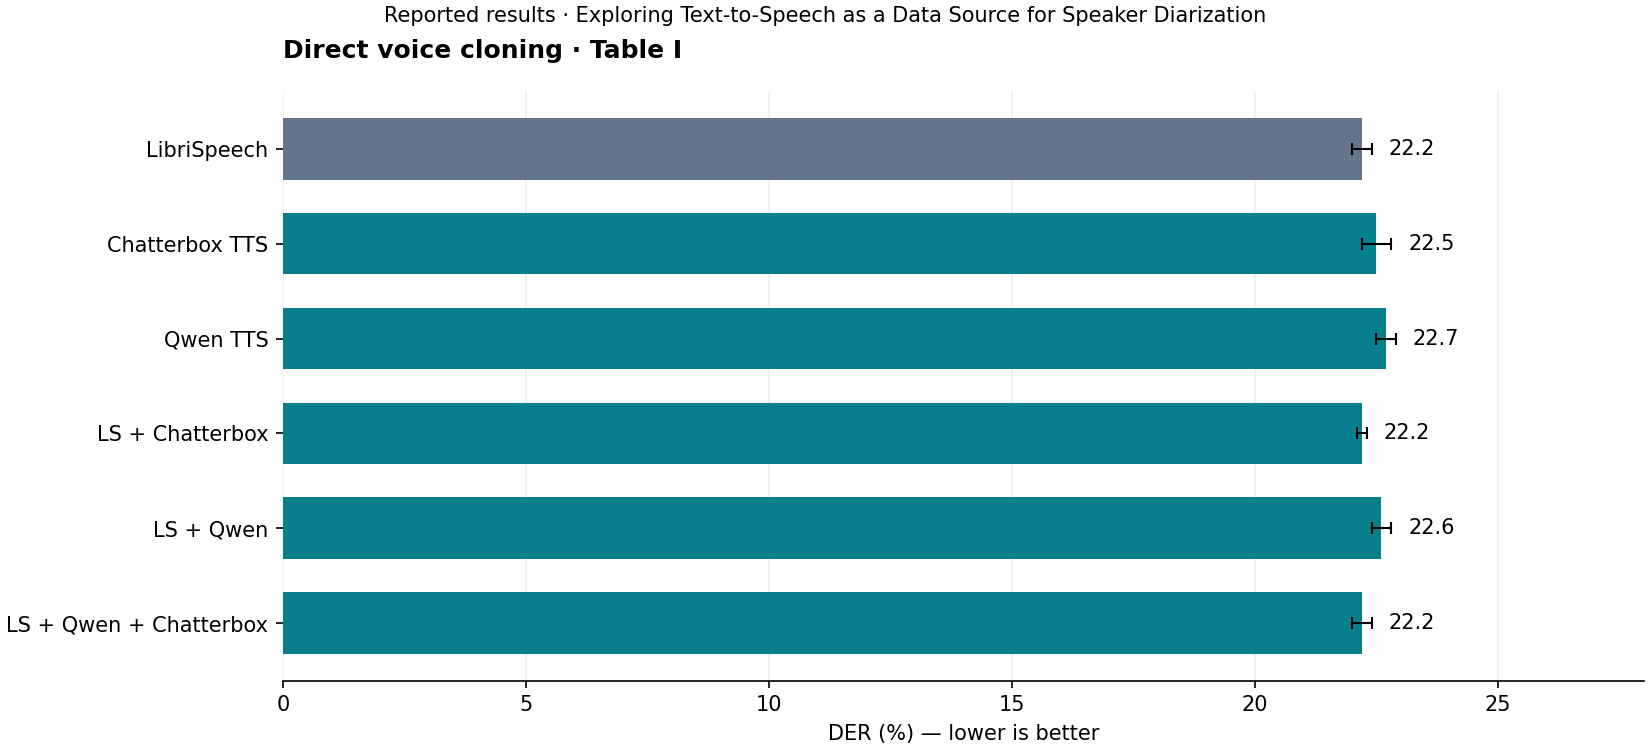 Reported results · Exploring Text-to-Speech as a Data Source for Speaker Diarization
Direct voice cloning · Table I
LibriSpeech 22.2
Chatterbox TTS 22.5
Qwen TTS 22.7
LS + Chatterbox 22.2
LS + Qwen 22.6
LS + Qwen + Chatterbox 22.2
0 5 10 15 20 25
DER (%) — lower is better